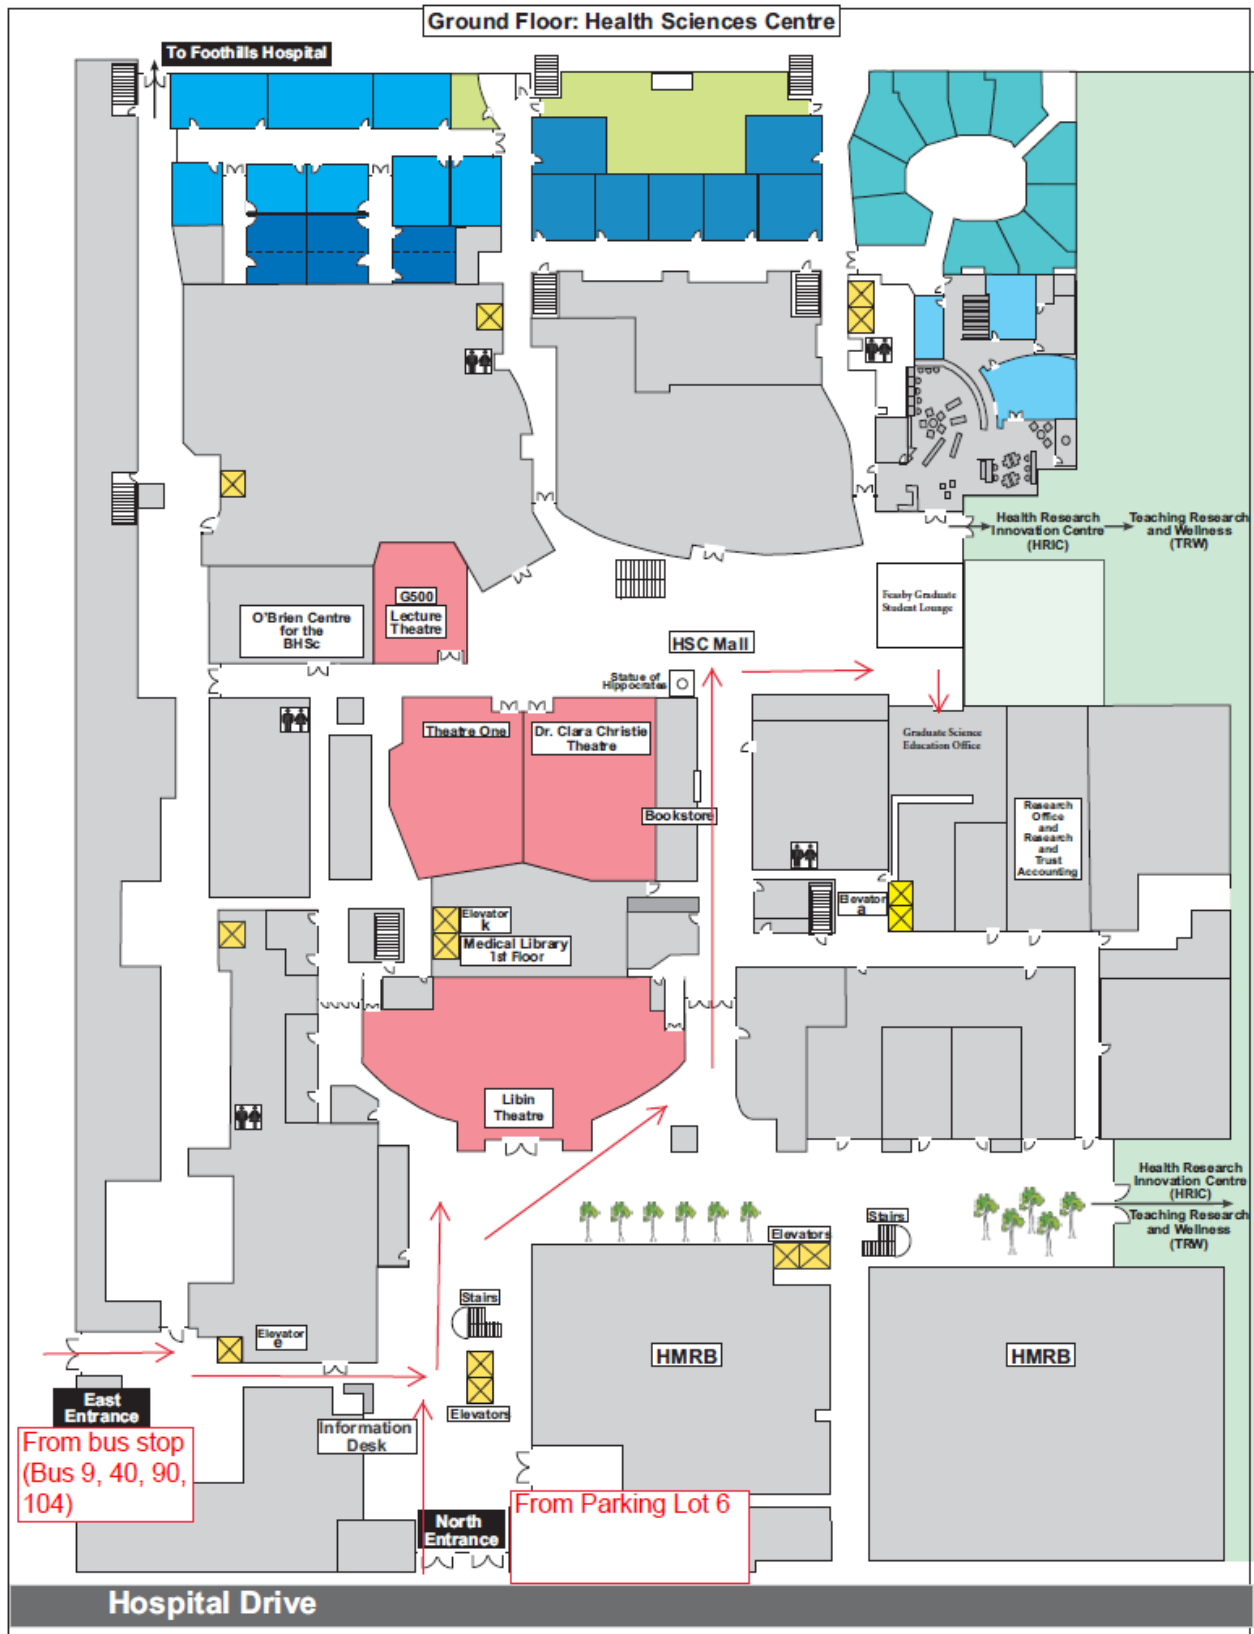 Ground Floor: Health Sciences Centre
To Foothills Hospital
Health Research
Innovation Centre
(HRIC)
Teaching Research
and Wellness
(TRW)
G500
Lecture
Theatre
O'Brien Centre
for the
BHSc
Feasby Graduate
Student Lounge
HSC Mall
Statue of
Hippocrates
Theatre One
Dr. Clara Christie
Theatre
Graduate Science
Education Office
Bookstore
Research
Office
and
Research
and
Trust
Accounting
Elevator
k
Medical Library
1st Floor
Elevator
a
Libin
Theatre
Health Research
Innovation Centre
(HRIC)
Teaching Research
and Wellness
(TRW)
Stairs
Elevators
Stairs
Elevator
e
HMRB
HMRB
East
Entrance
Elevators
Information
Desk
From bus stop
(Bus 9, 40, 90,
104)
From Parking Lot 6
North
Entrance
Hospital Drive